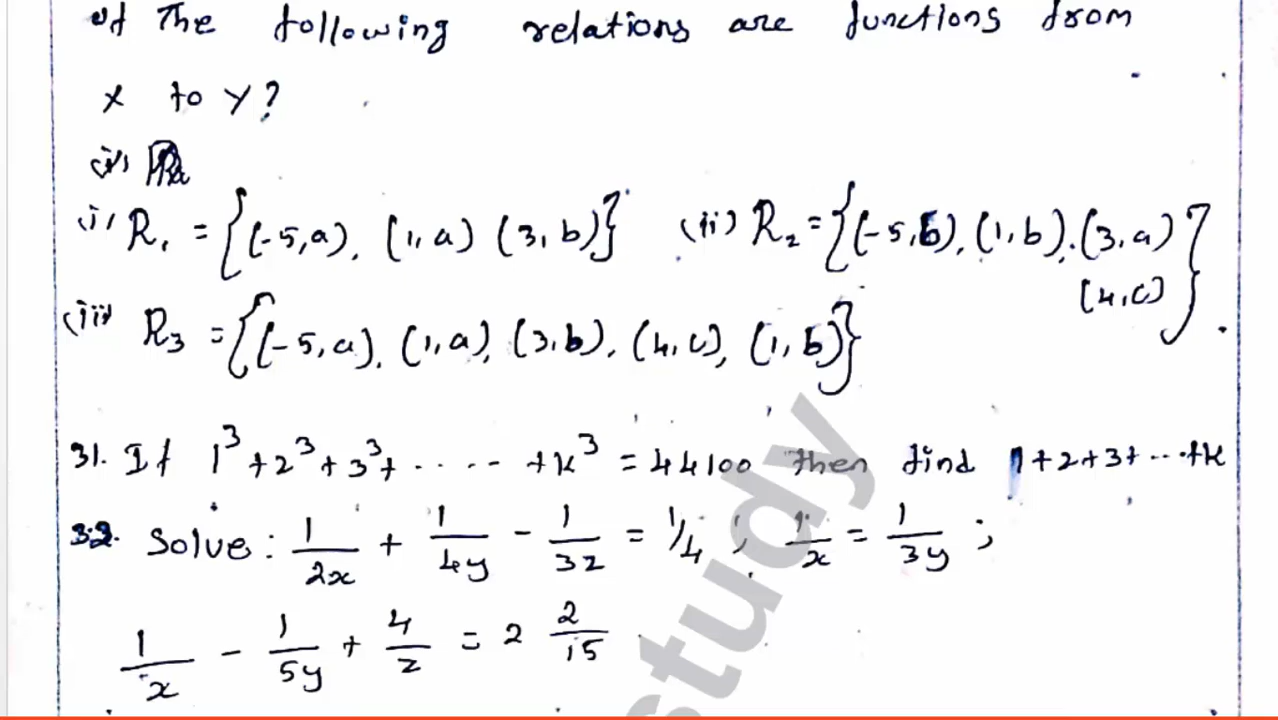 of The following relations are functions from
X to Y?
(i) R₁ = {(-5,a), (1,a) (3,b)} (ii) R₂ = {(-5,b), (1,b), (3,a)
(4,c)}
(iii) R₃ = {(-5,a), (1,a), (3,b), (4,c), (1,b)}
31. If 1³+2³+3³+ ..... +k³ = 44100 then find 1+2+3+ ... +k
32. Solve : 1/2x + 1/4y - 1/3z = 1/4 ; 1/x = 1/3y ;
1/x - 1/5y + 4/z = 2 2/15
study